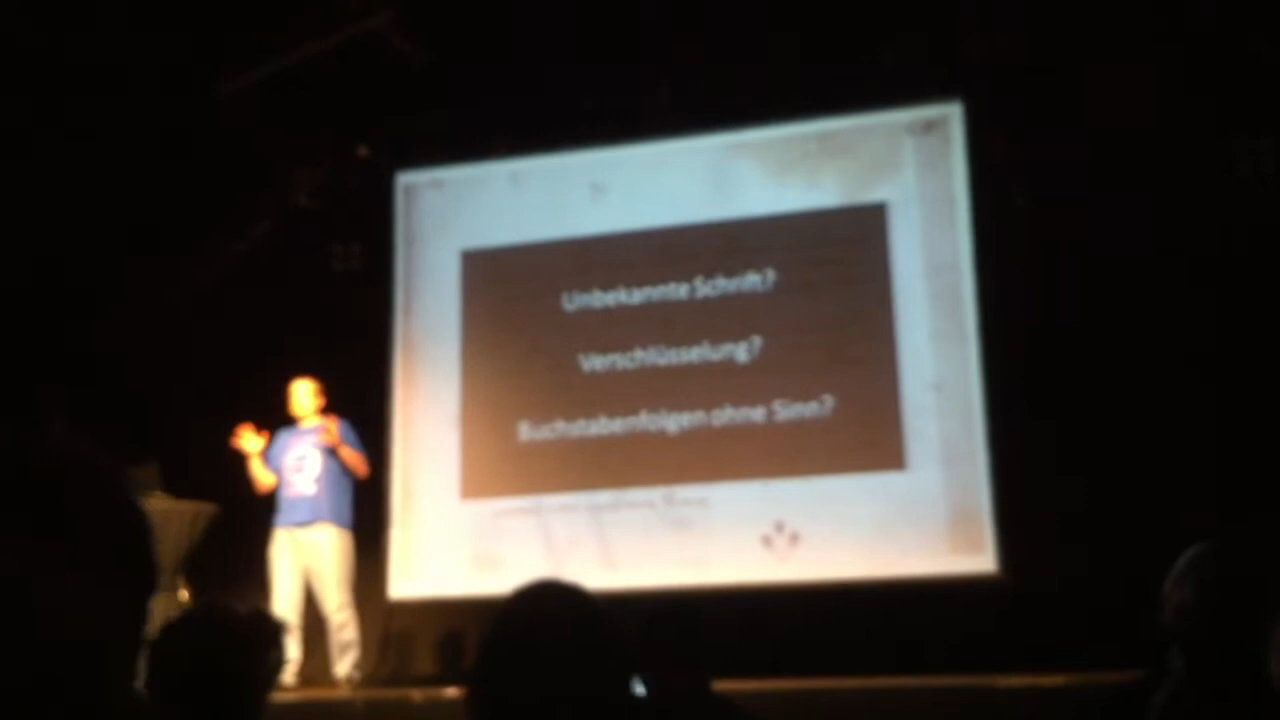 Unbekannte Schrift?
Verschlüsselung?
Buchstabenfolgen ohne Sinn?